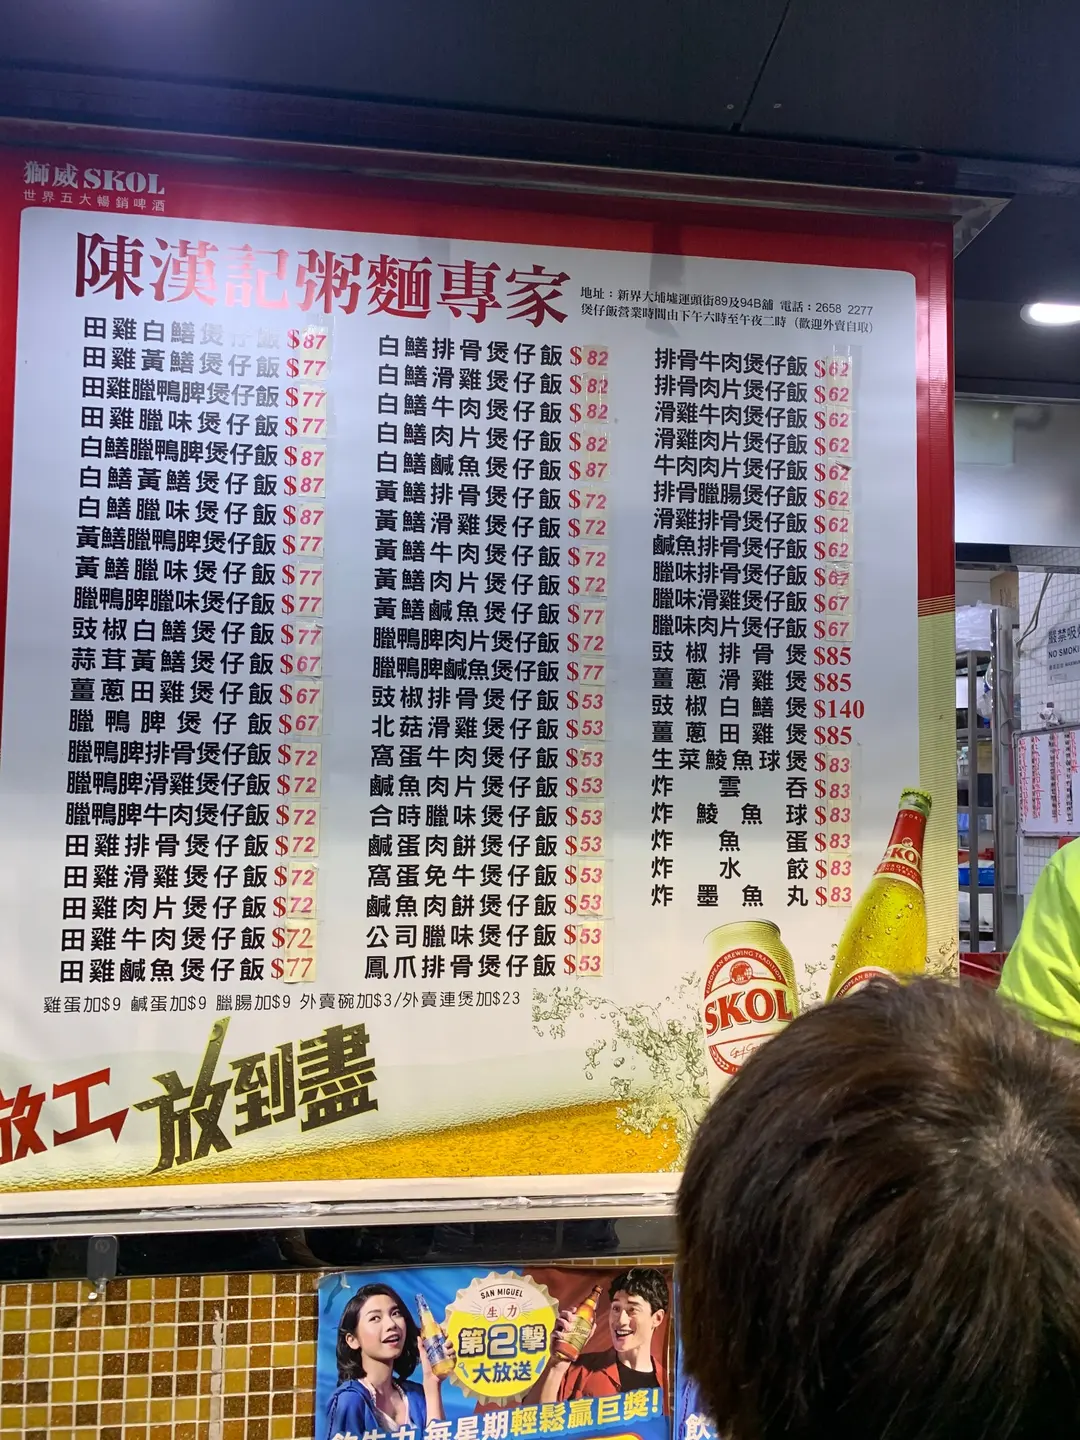 獅威SKOL
世界五大暢銷啤酒
陳漢記粥麵專家
地址：新界大埔墟運頭街89及94B舖 電話：2658 2277
煲仔飯營業時間由下午六時至午夜二時（歡迎外賣自取）
田雞白鱔煲仔飯 $87
田雞黃鱔煲仔飯 $77
田雞臘鴨脾煲仔飯 $77
田雞臘味煲仔飯 $77
白鱔臘鴨脾煲仔飯 $87
白鱔黃鱔煲仔飯 $87
白鱔臘味煲仔飯 $87
黃鱔臘鴨脾煲仔飯 $77
黃鱔臘味煲仔飯 $77
臘鴨脾臘味煲仔飯 $77
豉椒白鱔煲仔飯 $77
蒜茸黃鱔煲仔飯 $67
薑蔥田雞煲仔飯 $67
臘鴨脾煲仔飯 $67
臘鴨脾排骨煲仔飯 $72
臘鴨脾滑雞煲仔飯 $72
臘鴨脾牛肉煲仔飯 $72
田雞排骨煲仔飯 $72
田雞滑雞煲仔飯 $72
田雞肉片煲仔飯 $72
田雞牛肉煲仔飯 $72
田雞鹹魚煲仔飯 $77
白鱔排骨煲仔飯 $82
白鱔滑雞煲仔飯 $82
白鱔牛肉煲仔飯 $82
白鱔肉片煲仔飯 $82
白鱔鹹魚煲仔飯 $87
黃鱔排骨煲仔飯 $72
黃鱔滑雞煲仔飯 $72
黃鱔牛肉煲仔飯 $72
黃鱔肉片煲仔飯 $72
黃鱔鹹魚煲仔飯 $77
臘鴨脾肉片煲仔飯 $72
臘鴨脾鹹魚煲仔飯 $77
豉椒排骨煲仔飯 $53
北菇滑雞煲仔飯 $53
窩蛋牛肉煲仔飯 $53
鹹魚肉片煲仔飯 $53
合時臘味煲仔飯 $53
鹹蛋肉餅煲仔飯 $53
窩蛋免牛煲仔飯 $53
鹹魚肉餅煲仔飯 $53
公司臘味煲仔飯 $53
鳳爪排骨煲仔飯 $53
排骨牛肉煲仔飯 $62
排骨肉片煲仔飯 $62
滑雞牛肉煲仔飯 $62
滑雞肉片煲仔飯 $62
牛肉肉片煲仔飯 $62
排骨臘腸煲仔飯 $62
滑雞排骨煲仔飯 $62
鹹魚排骨煲仔飯 $62
臘味排骨煲仔飯 $67
臘味滑雞煲仔飯 $67
臘味肉片煲仔飯 $67
豉椒排骨煲 $85
薑蔥滑雞煲 $85
豉椒白鱔煲 $140
薑蔥田雞煲 $85
生菜鯪魚球煲 $83
炸雲吞 $83
炸鯪魚球 $83
炸魚蛋 $83
炸水餃 $83
炸墨魚丸 $83
雞蛋加$9 鹹蛋加$9 臘腸加$9 外賣碗加$3/外賣連煲加$23
放工放到盡
SKOL
SKOL
嚴禁吸
NO SMOKI
SAN MIGUEL
生力
第2擊
大放送
飲生力 每星期輕鬆贏巨獎!
飲